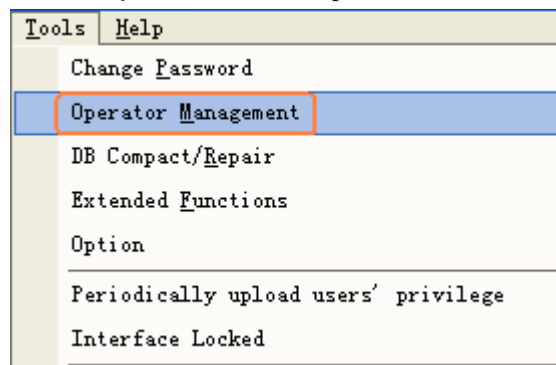 Tools Help
Change Password
Operator Management
DB Compact/Repair
Extended Functions
Option
Periodically upload users' privilege
Interface Locked